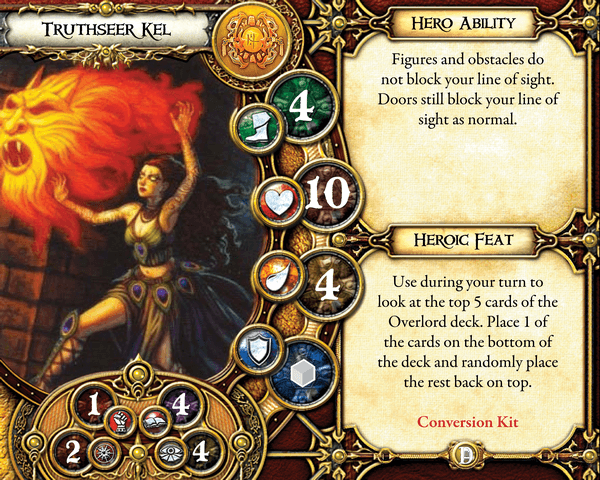 Truthseer Kel
Hero Ability
Figures and obstacles do
not block your line of sight.
Doors still block your line of
sight as normal.
4
10
4
Heroic Feat
Use during your turn to
look at the top 5 cards of the
Overlord deck. Place 1 of
the cards on the bottom of
the deck and randomly place
the rest back on top.
Conversion Kit
1
4
2
4
D